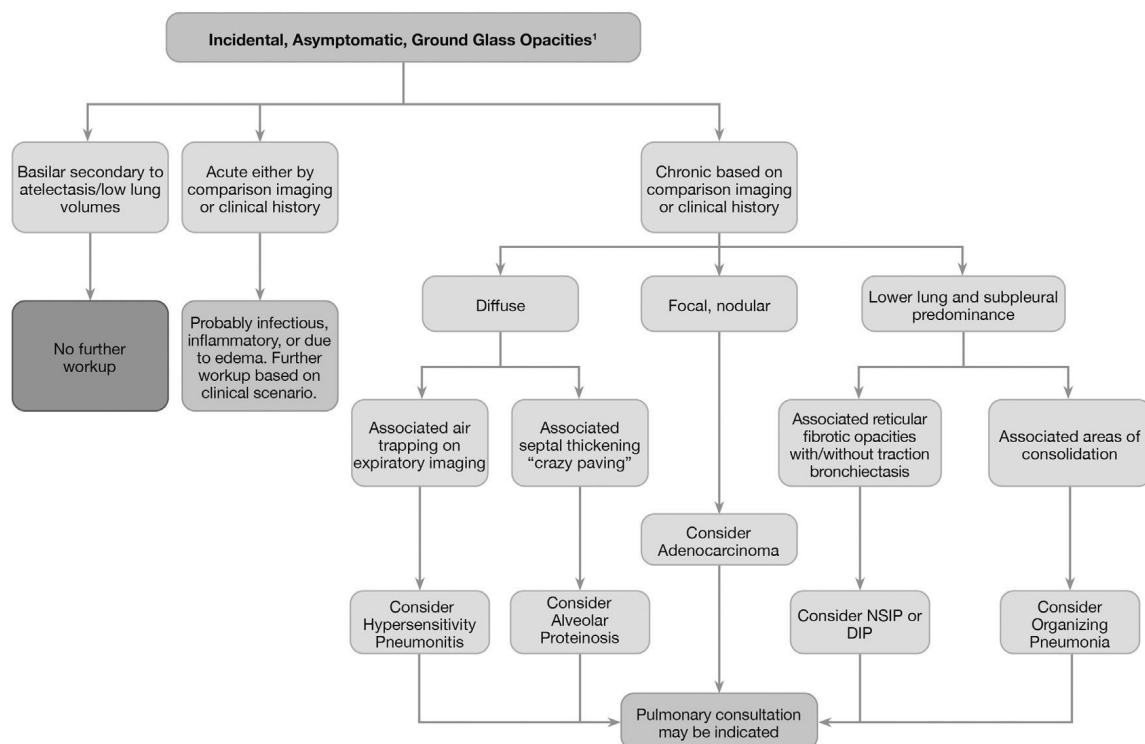 Incidental, Asymptomatic, Ground Glass Opacities¹
Basilar secondary to
atelectasis/low lung
volumes
Acute either by
comparison imaging
or clinical history
Chronic based on
comparison imaging
or clinical history
No further
workup
Probably infectious,
inflammatory, or due
to edema. Further
workup based on
clinical scenario.
Diffuse
Focal, nodular
Lower lung and subpleural
predominance
Associated air
trapping on
expiratory imaging
Associated
septal thickening
“crazy paving”
Associated reticular
fibrotic opacities
with/without traction
bronchiectasis
Associated areas of
consolidation
Consider
Adenocarcinoma
Consider
Hypersensitivity
Pneumonitis
Consider
Alveolar
Proteinosis
Consider NSIP or
DIP
Consider
Organizing
Pneumonia
Pulmonary consultation
may be indicated